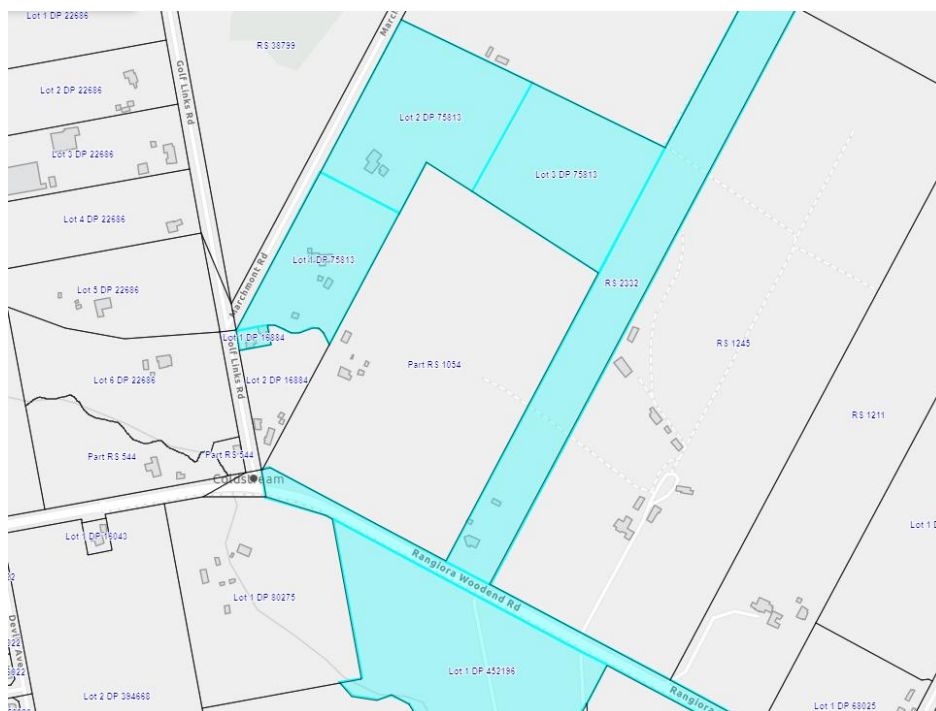 Lot 1 DP 22686
RS 38799
Golf Links Rd
Lot 2 DP 22686
Lot 2 DP 75813
Lot 3 DP 22686
Lot 3 DP 75813
Lot 4 DP 22686
Marchmont Rd
Lot 1 DP 75813
Lot 5 DP 22686
RS 2332
Lot 1 DP 16884
RS 1245
Golf Links Rd
Part RS 1054
Lot 6 DP 22686
Lot 2 DP 16884
RS 1211
Part RS 544
Part RS 544
Coldstream
Lot 1 DP 16043
Rangiora Woodend Rd
Lot 1 DP 80275
Lot 1 DP 452196
Lot 2 DP 394668
Rangiora
Lot 1 DP 68025